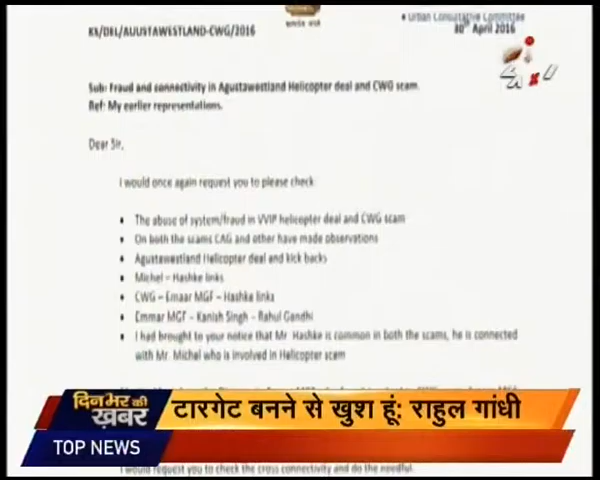 KS/DEL/AUUSTAWESTLAND-CWG/2016
Urban Consultative Committee
30th April 2016
Sub: Fraud and connectivity in Agustawestland Helicopter deal and CWG scam.
Ref: My earlier representations.
Dear Sir,
I would once again request you to please check
• The abuse of system/fraud in VVIP helicopter deal and CWG scam
• On both the scams CAG and other have made observations
• Agustawestland Helicopter deal and kick backs
• Michel – Hashke links
• CWG – Emaar MGF – Hashke links
• Emmar MGF – Kanish Singh – Rahul Gandhi
• I had brought to your notice that Mr. Hashke is common in both the scams, he is connected
with Mr. Michel who is involved in Helicopter scam
दिनभर की
ख़बर
टारगेट बनने से खुश हूं: राहुल गांधी
TOP NEWS
I would request you to check the cross connectivity and do the needful.